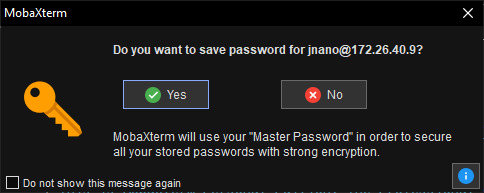 MobaXterm
Do you want to save password for jnano@172.26.40.9?
Yes
No
MobaXterm will use your "Master Password" in order to secure
all your stored passwords with strong encryption.
Do not show this message again